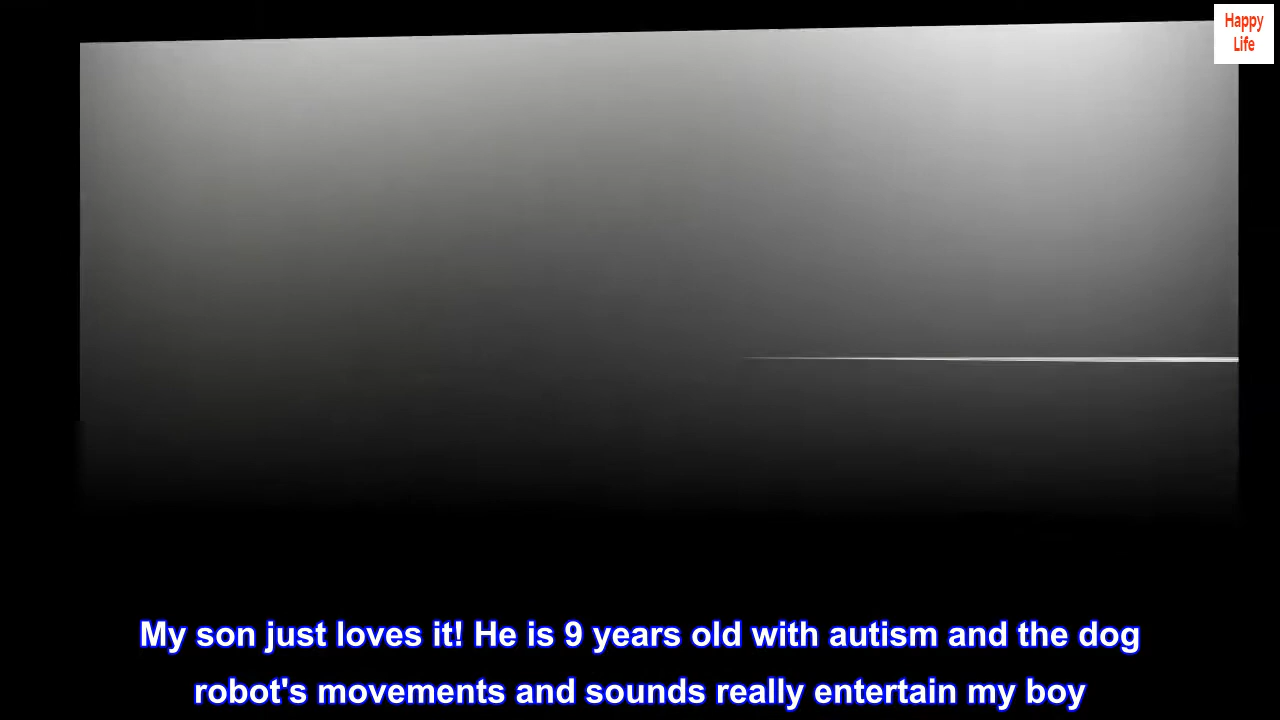 Happy
Life
My son just loves it! He is 9 years old with autism and the dog
robot's movements and sounds really entertain my boy